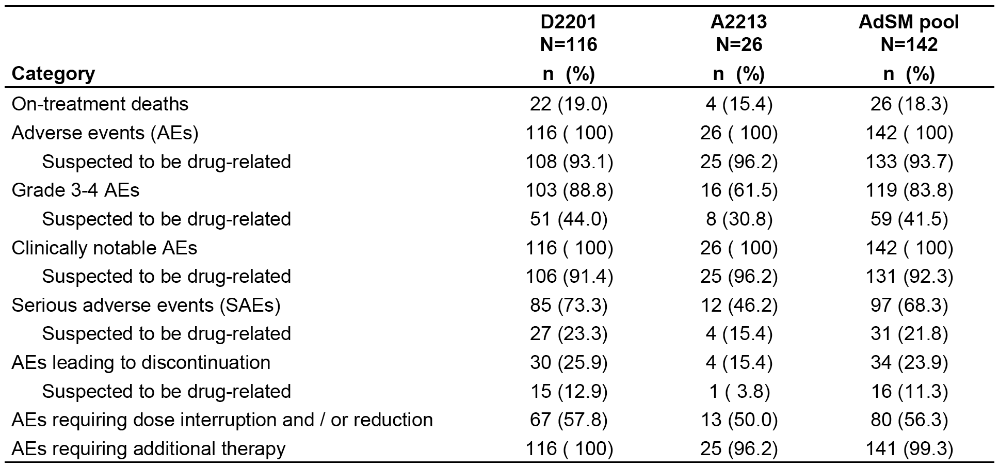 D2201 A2213 AdSM pool
N=116 N=26 N=142
Category n (%) n (%) n (%)
On-treatment deaths 22 (19.0) 4 (15.4) 26 (18.3)
Adverse events (AEs) 116 ( 100) 26 ( 100) 142 ( 100)
Suspected to be drug-related 108 (93.1) 25 (96.2) 133 (93.7)
Grade 3-4 AEs 103 (88.8) 16 (61.5) 119 (83.8)
Suspected to be drug-related 51 (44.0) 8 (30.8) 59 (41.5)
Clinically notable AEs 116 ( 100) 26 ( 100) 142 ( 100)
Suspected to be drug-related 106 (91.4) 25 (96.2) 131 (92.3)
Serious adverse events (SAEs) 85 (73.3) 12 (46.2) 97 (68.3)
Suspected to be drug-related 27 (23.3) 4 (15.4) 31 (21.8)
AEs leading to discontinuation 30 (25.9) 4 (15.4) 34 (23.9)
Suspected to be drug-related 15 (12.9) 1 ( 3.8) 16 (11.3)
AEs requiring dose interruption and / or reduction 67 (57.8) 13 (50.0) 80 (56.3)
AEs requiring additional therapy 116 ( 100) 25 (96.2) 141 (99.3)